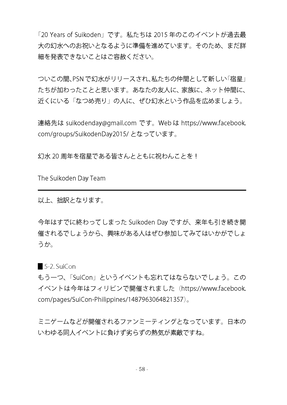 「20 Years of Suikoden」です。私たちは 2015 年のこのイベントが過去最
大の幻水へのお祝いとなるように準備を進めています。そのため、まだ詳
細を発表できないことはご容赦ください。
ついこの間、PSN で幻水がリリースされ、私たちの仲間として新しい「宿星」
たちが加わったことと思います。あなたの友人に、家族に、ネット仲間に、
近くにいる「なつめ売り」の人に、ぜひ幻水という作品を広めましょう。
連絡先は suikodenday@gmail.com です。Web は https://www.facebook.
com/groups/SuikodenDay2015/ となっています。
幻水 20 周年を宿星である皆さんとともに祝わんことを！
The Suikoden Day Team
以上、拙訳となります。
今年はすでに終わってしまった Suikoden Day ですが、来年も引き続き開
催されるでしょうから、興味がある人はぜひ参加してみてはいかがでしょ
うか。
■ 5-2. SuiCon
もう一つ、「SuiCon」というイベントも忘れてはならないでしょう。この
イベントは今年はフィリピンで開催されました（https://www.facebook.
com/pages/SuiCon-Philippines/1487963064821357）。
ミニゲームなどが開催されるファンミーティングとなっています。日本の
いわゆる同人イベントに負けず劣らずの熱気が素敵ですね。
- 58 -